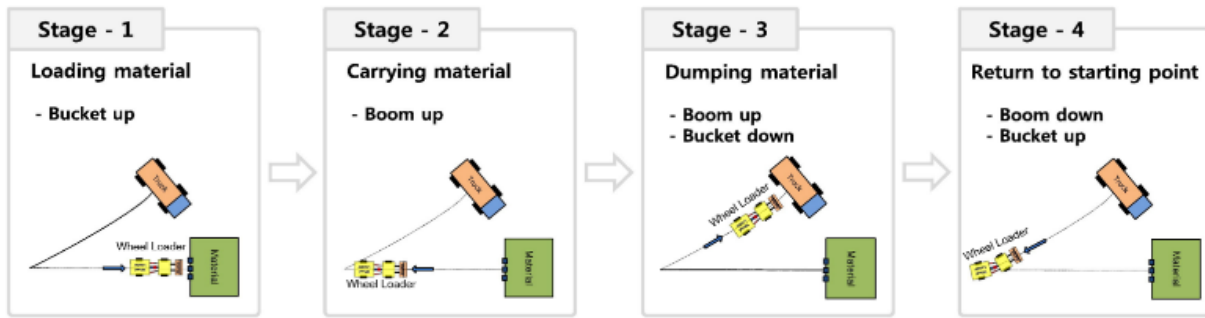 Stage - 1
Loading material
- Bucket up
Truck
Wheel Loader
Material
Stage - 2
Carrying material
- Boom up
Truck
Material
Wheel Loader
Stage - 3
Dumping material
- Boom up
- Bucket down
Truck
Wheel Loader
Material
Stage - 4
Return to starting point
- Boom down
- Bucket up
Truck
Wheel Loader
Material